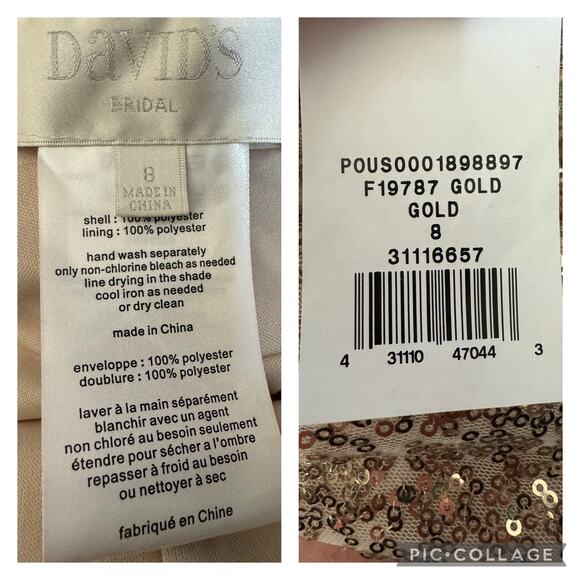 DAVID'S
BRIDAL
8
MADE IN
CHINA
shell : 100% polyester
lining : 100% polyester
hand wash separately
only non-chlorine bleach as needed
line drying in the shade
cool iron as needed
or dry clean
made in China
enveloppe : 100% polyester
doublure : 100% polyester
laver à la main séparément
blanchir avec un agent
non chloré au besoin seulement
étendre pour sécher a l'ombre
repasser à froid au besoin
ou nettoyer à sec
fabriqué en Chine
POUS0001898897
F19787 GOLD
GOLD
8
31116657
4 31110 47044 3
PIC•COLLAGE